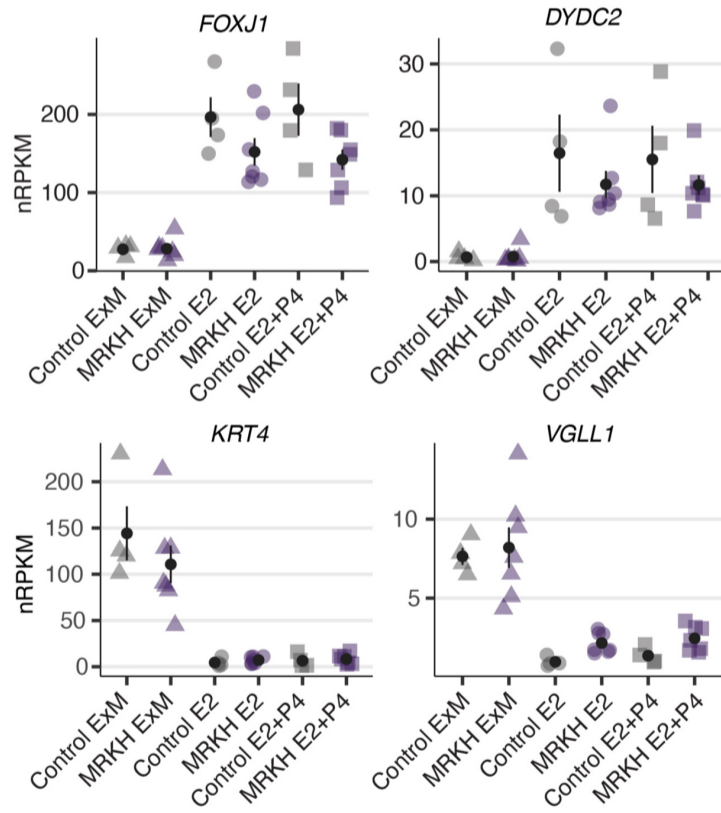 FOXJ1
nRPKM
200
100
0
Control ExM
MRKH ExM
Control E2
MRKH E2
Control E2+P4
MRKH E2+P4
DYDC2
30
20
10
0
Control ExM
MRKH ExM
Control E2
MRKH E2
Control E2+P4
MRKH E2+P4
KRT4
nRPKM
200
150
100
50
0
Control ExM
MRKH ExM
Control E2
MRKH E2
Control E2+P4
MRKH E2+P4
VGLL1
10
5
Control ExM
MRKH ExM
Control E2
MRKH E2
Control E2+P4
MRKH E2+P4